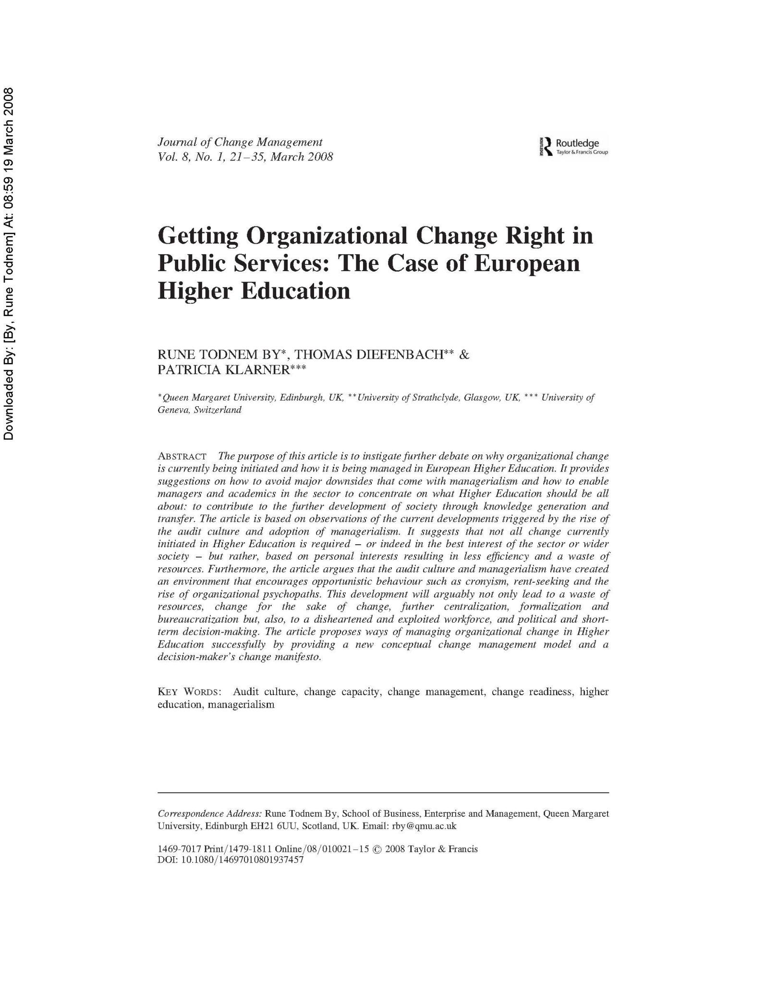 Downloaded By: [By, Rune Todnem] At: 08:59 19 March 2008
Journal of Change Management
Vol. 8, No. 1, 21–35, March 2008
ROUTLEDGE
Routledge
Taylor & Francis Group
Getting Organizational Change Right in
Public Services: The Case of European
Higher Education
RUNE TODNEM BY*, THOMAS DIEFENBACH** &
PATRICIA KLARNER***
*Queen Margaret University, Edinburgh, UK, **University of Strathclyde, Glasgow, UK, *** University of
Geneva, Switzerland
ABSTRACT The purpose of this article is to instigate further debate on why organizational change
is currently being initiated and how it is being managed in European Higher Education. It provides
suggestions on how to avoid major downsides that come with managerialism and how to enable
managers and academics in the sector to concentrate on what Higher Education should be all
about: to contribute to the further development of society through knowledge generation and
transfer. The article is based on observations of the current developments triggered by the rise of
the audit culture and adoption of managerialism. It suggests that not all change currently
initiated in Higher Education is required – or indeed in the best interest of the sector or wider
society – but rather, based on personal interests resulting in less efficiency and a waste of
resources. Furthermore, the article argues that the audit culture and managerialism have created
an environment that encourages opportunistic behaviour such as cronyism, rent-seeking and the
rise of organizational psychopaths. This development will arguably not only lead to a waste of
resources, change for the sake of change, further centralization, formalization and
bureaucratization but, also, to a disheartened and exploited workforce, and political and short-
term decision-making. The article proposes ways of managing organizational change in Higher
Education successfully by providing a new conceptual change management model and a
decision-maker's change manifesto.
KEY WORDS: Audit culture, change capacity, change management, change readiness, higher
education, managerialism
Correspondence Address: Rune Todnem By, School of Business, Enterprise and Management, Queen Margaret
University, Edinburgh EH21 6UU, Scotland, UK. Email: rby@qmu.ac.uk
1469-7017 Print/1479-1811 Online/08/010021–15 © 2008 Taylor & Francis
DOI: 10.1080/14697010801937457